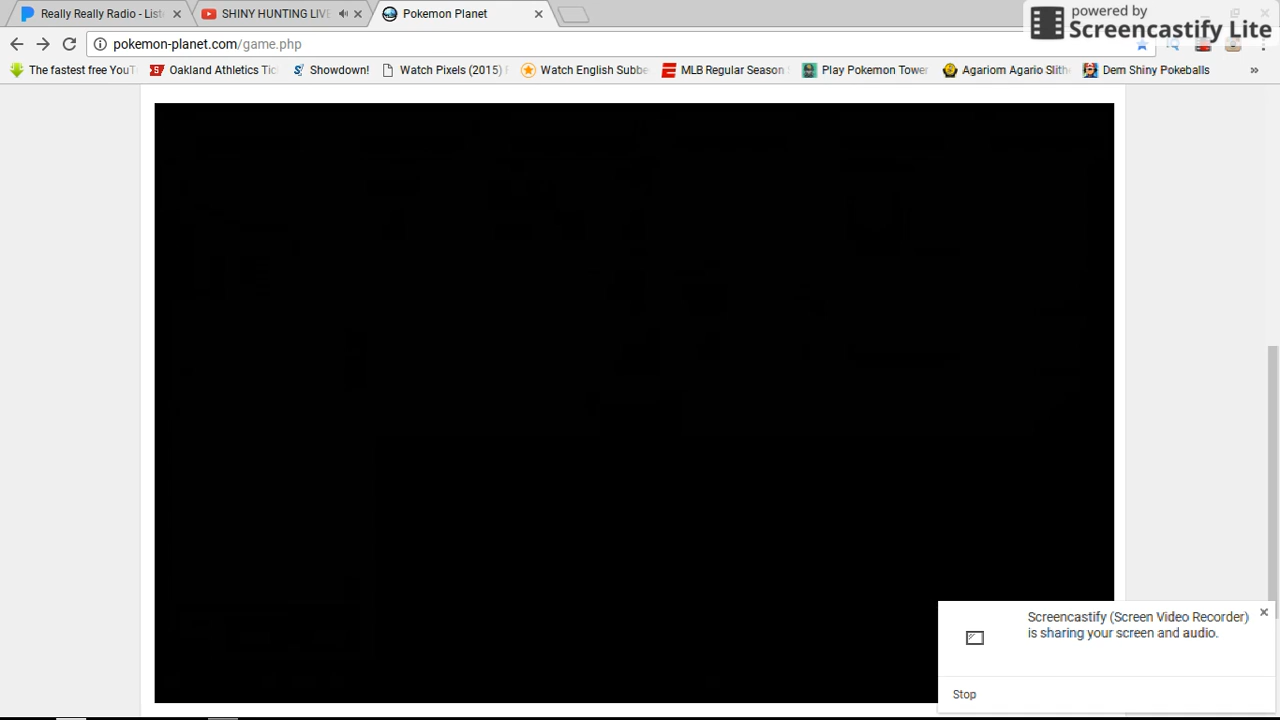 Really Really Radio - List
SHINY HUNTING LIVE
Pokemon Planet
powered by
Screencastify Lite
pokemon-planet.com/game.php
The fastest free YouT
Oakland Athletics Tic
Showdown!
Watch Pixels (2015) F
Watch English Subbe
MLB Regular Season
Play Pokemon Tower
Agariom Agario Slith
Dem Shiny Pokeballs
»
Screencastify (Screen Video Recorder)
is sharing your screen and audio.
Stop